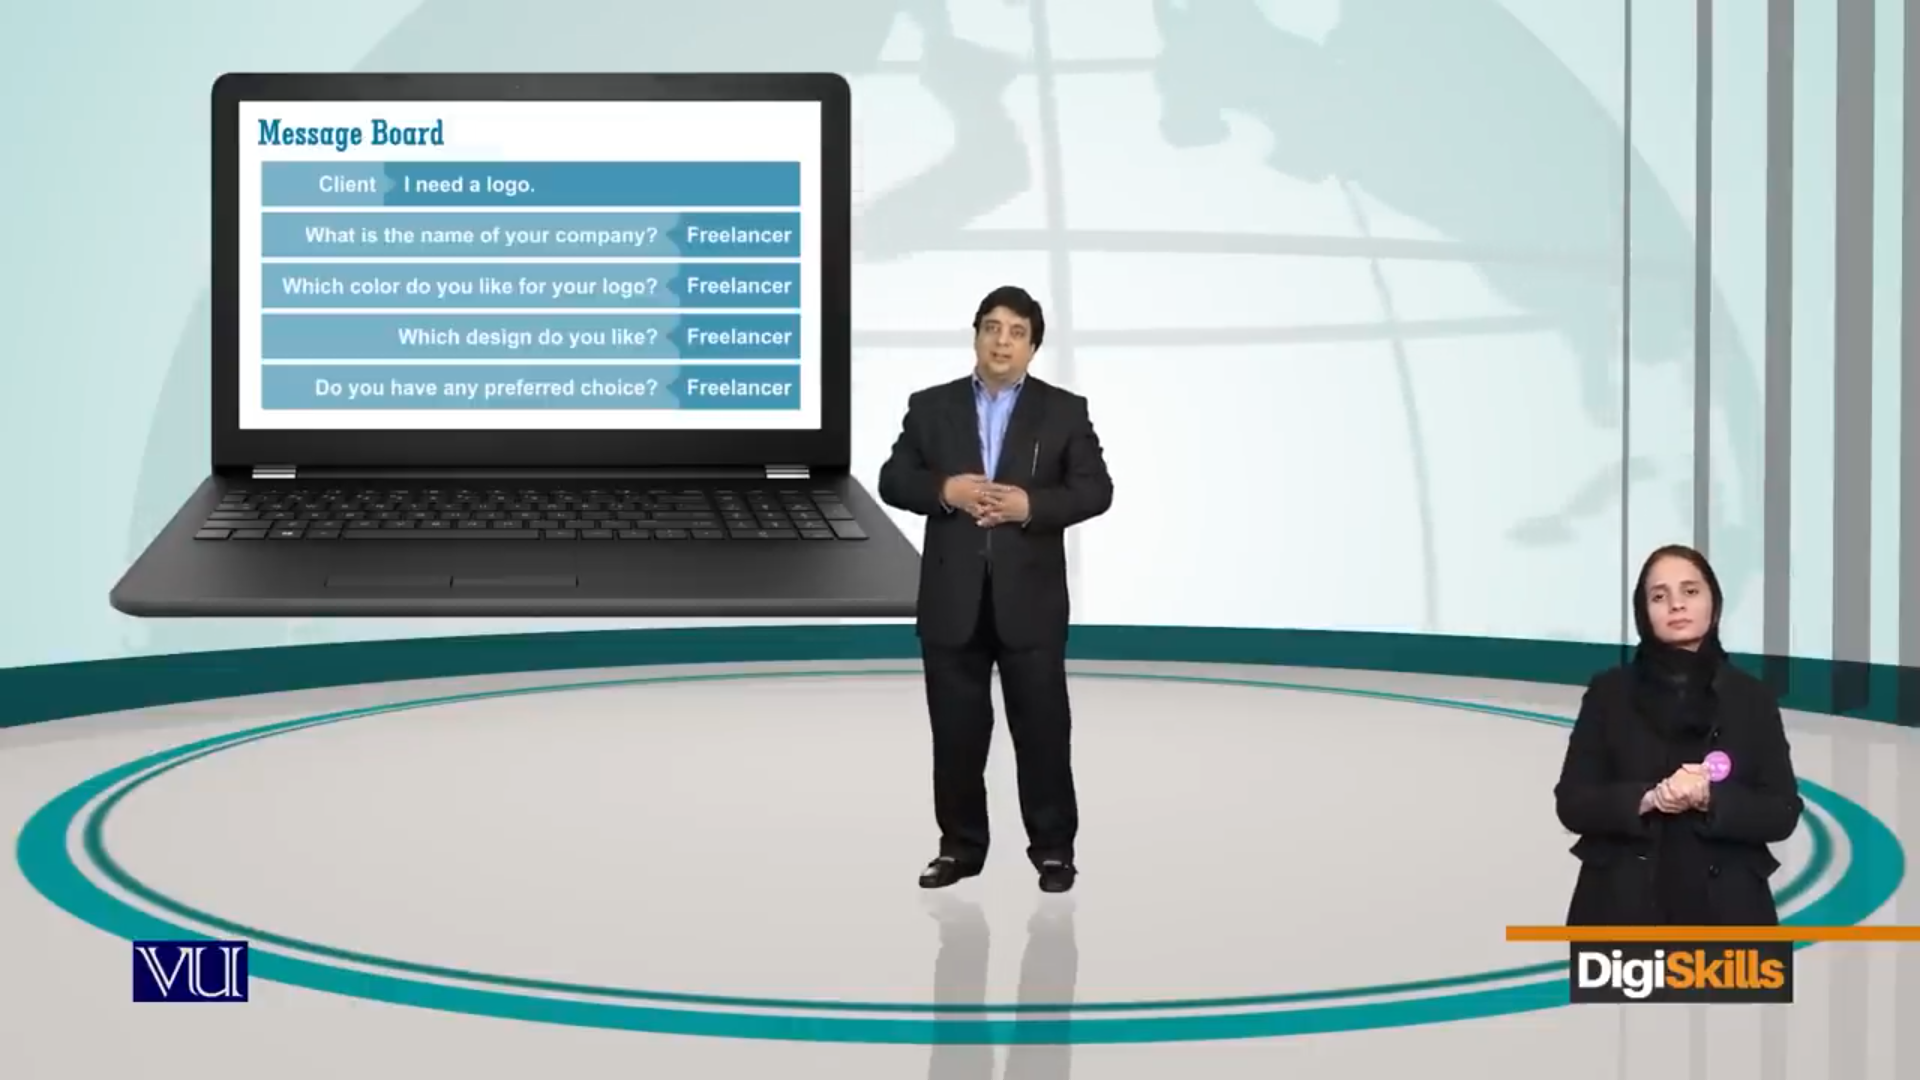 Message Board
Client I need a logo.
What is the name of your company? Freelancer
Which color do you like for your logo? Freelancer
Which design do you like? Freelancer
Do you have any preferred choice? Freelancer
VU
DigiSkills